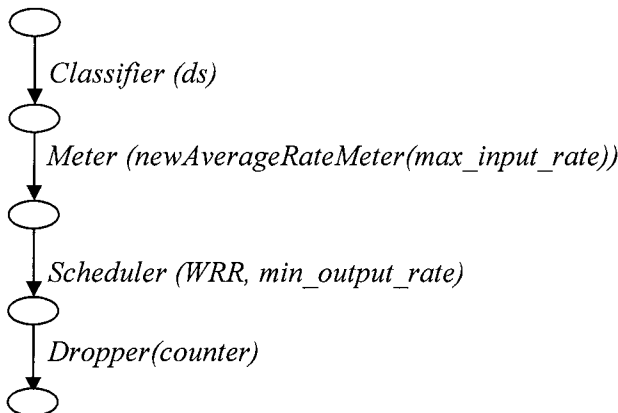 Classifier (ds)
Meter (newAverageRateMeter(max_input_rate))
Scheduler (WRR, min_output_rate)
Dropper(counter)